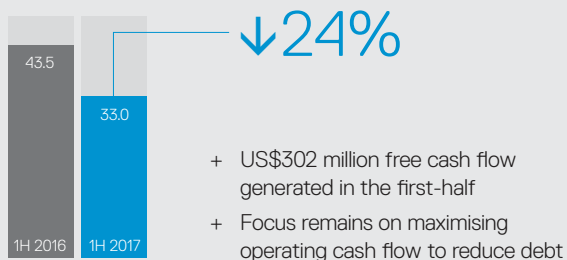 ↓24%
43.5
33.0
1H 2016
1H 2017
+ US$302 million free cash flow
generated in the first-half
+ Focus remains on maximising
operating cash flow to reduce debt